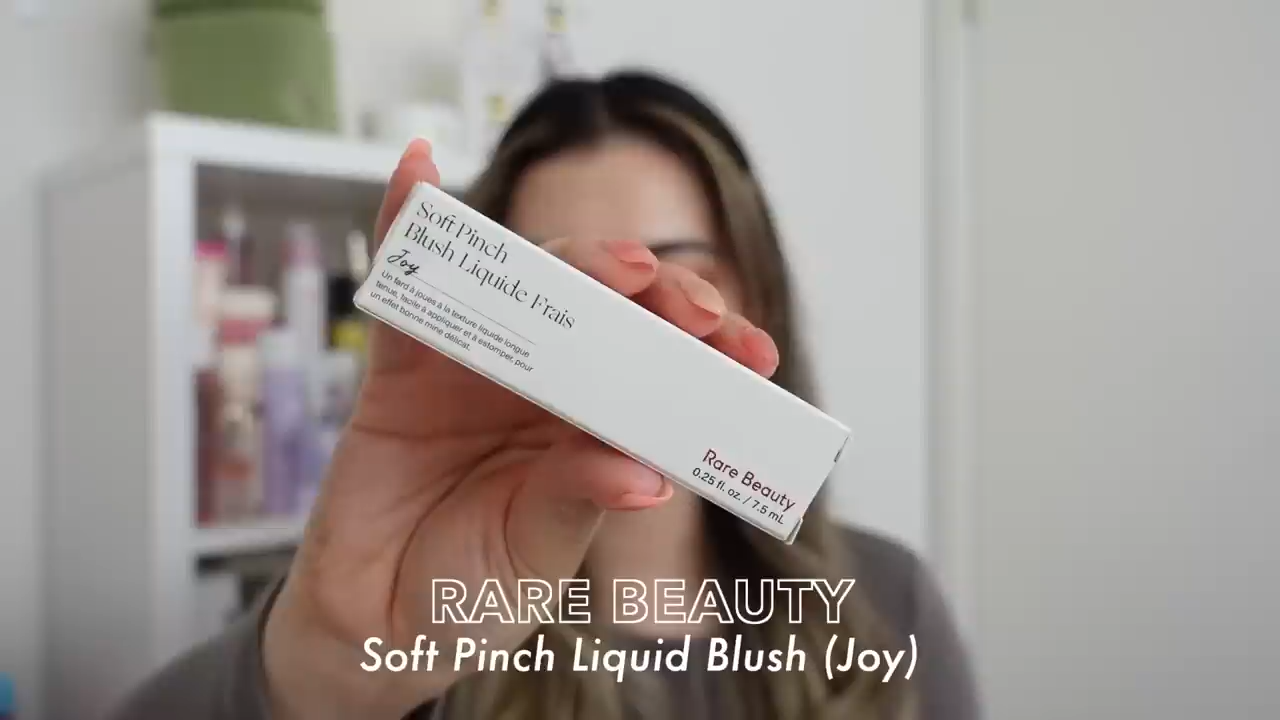 Soft Pinch
Blush Liquide Frais
Joy
Un fard à joues à la texture liquide longue
tenue, facile à appliquer et à estomper, pour
un effet bonne mine délicat.
Rare Beauty
0.25 fl. oz. / 7.5 mL
RARE BEAUTY
Soft Pinch Liquid Blush (Joy)